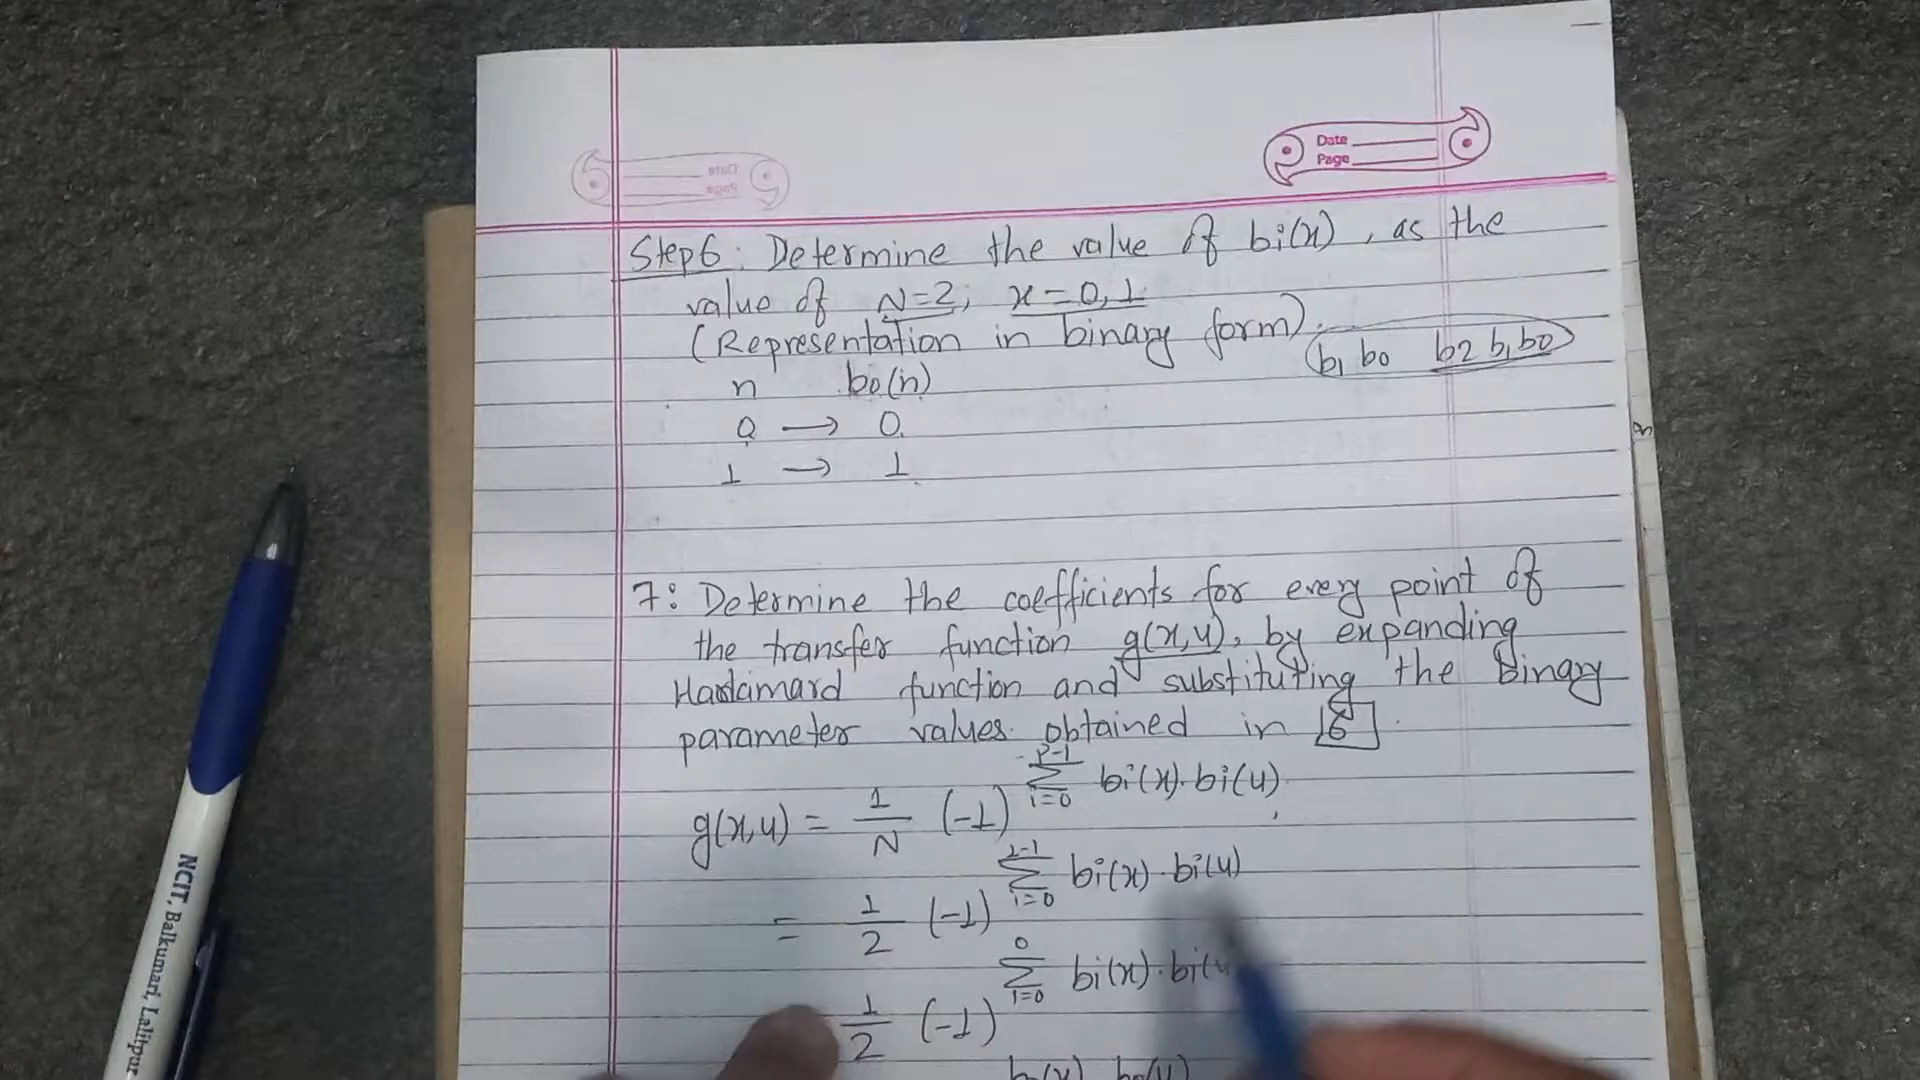 Date
Page
Step6: Determine the value of bi(x), as the
value of N=2, x=0,1.
(Representation in binary form).
b1 b0 b2 b1 b0
n b0(n)
0 → 0
1 → 1
7: Determine the coefficients for every point of
the transfer function g(x,u), by expanding
Hadamard function and substituting the binary
parameter values obtained in 6.
g(x,u) = 1/N (-1)^ p-1 Σ i=0 bi(x).bi(u)
= 1/2 (-1)^ 1-1 Σ i=0 bi(x).bi(u)
1/2 (-1)^ 0 Σ i=0 bi(x).bi(u
b0(x) b0(u)
NCIT, Balkumari, Lalitpur